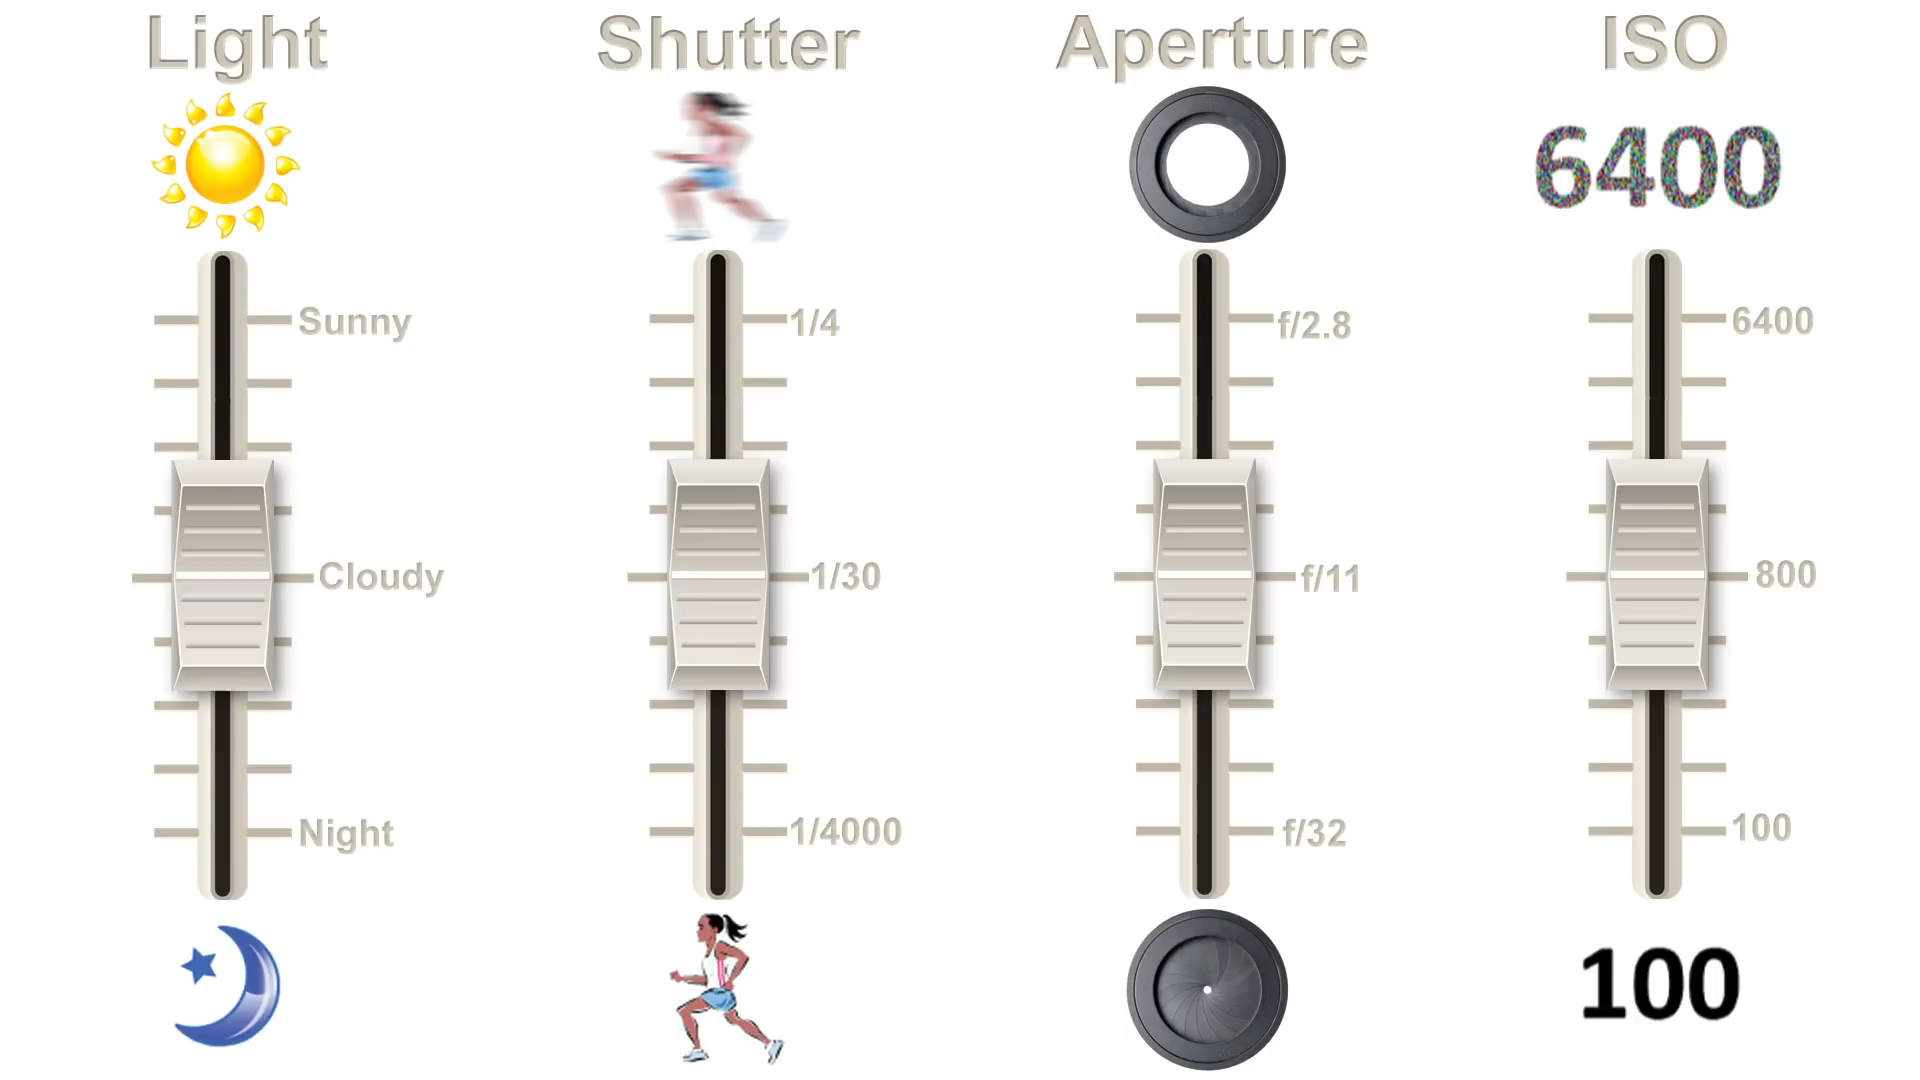 Light Shutter Aperture ISO
6400
Sunny 1/4 f/2.8 6400
Cloudy 1/30 f/11 800
Night 1/4000 f/32 100
100